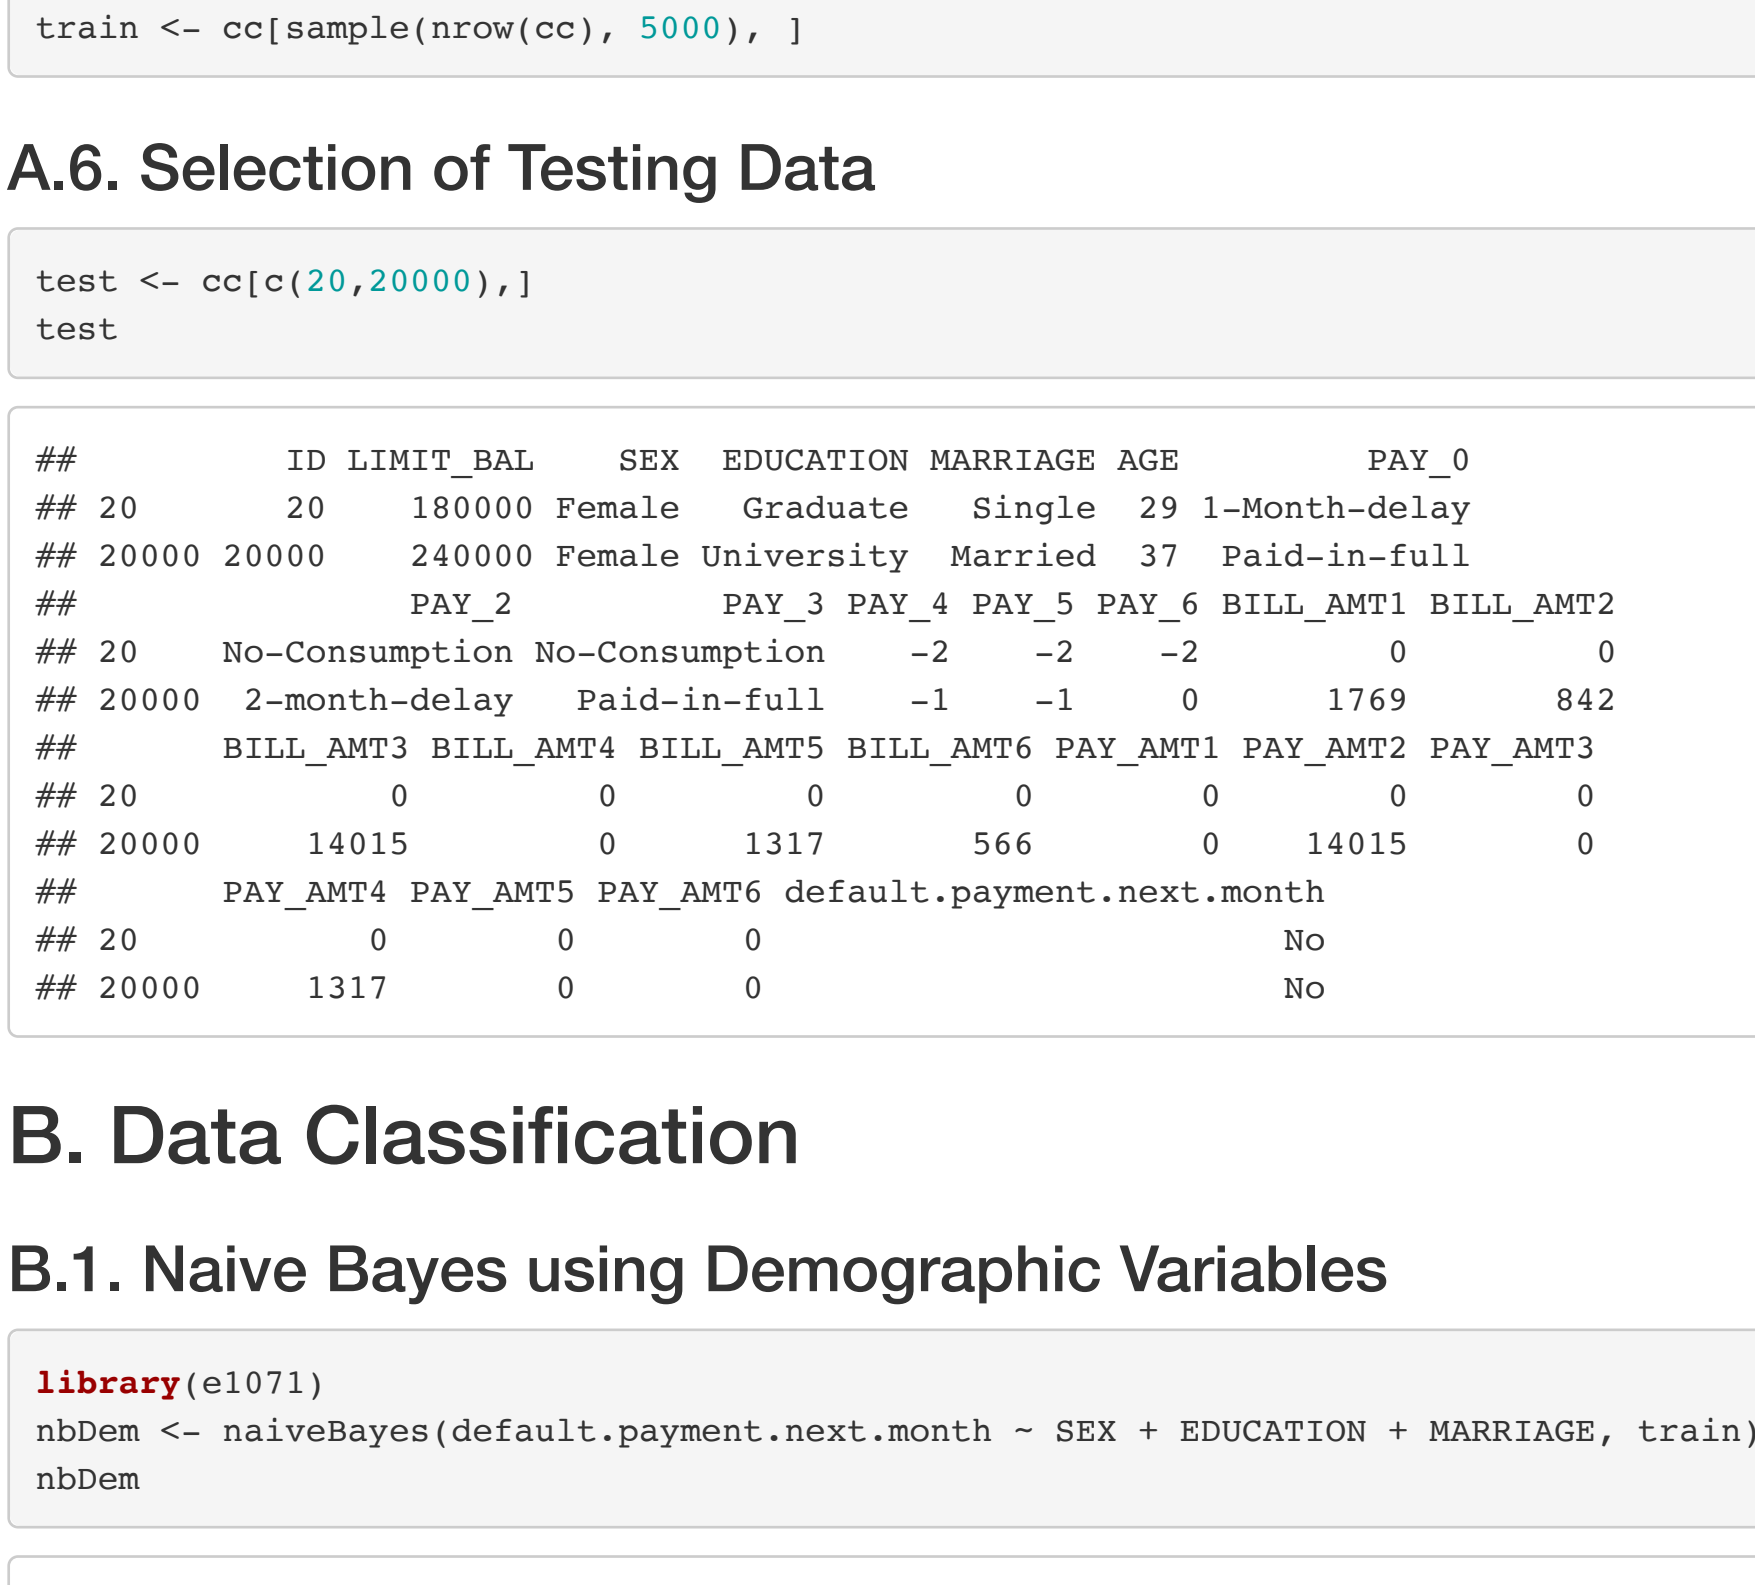 train <- cc[sample(nrow(cc), 5000), ]
A.6. Selection of Testing Data
test <- cc[c(20,20000),]
test
##          ID LIMIT_BAL    SEX  EDUCATION MARRIAGE AGE         PAY_0
## 20       20    180000 Female   Graduate   Single  29 1-Month-delay
## 20000 20000    240000 Female University  Married  37  Paid-in-full
##                PAY_2          PAY_3 PAY_4 PAY_5 PAY_6 BILL_AMT1 BILL_AMT2
## 20    No-Consumption No-Consumption    -2    -2    -2         0         0
## 20000  2-month-delay   Paid-in-full    -1    -1     0      1769       842
##       BILL_AMT3 BILL_AMT4 BILL_AMT5 BILL_AMT6 PAY_AMT1 PAY_AMT2 PAY_AMT3
## 20            0         0         0         0        0        0        0
## 20000     14015         0      1317       566        0    14015        0
##       PAY_AMT4 PAY_AMT5 PAY_AMT6 default.payment.next.month
## 20           0        0        0                         No
## 20000     1317        0        0                         No
B. Data Classification
B.1. Naive Bayes using Demographic Variables
library(e1071)
nbDem <- naiveBayes(default.payment.next.month ~ SEX + EDUCATION + MARRIAGE, train)
nbDem